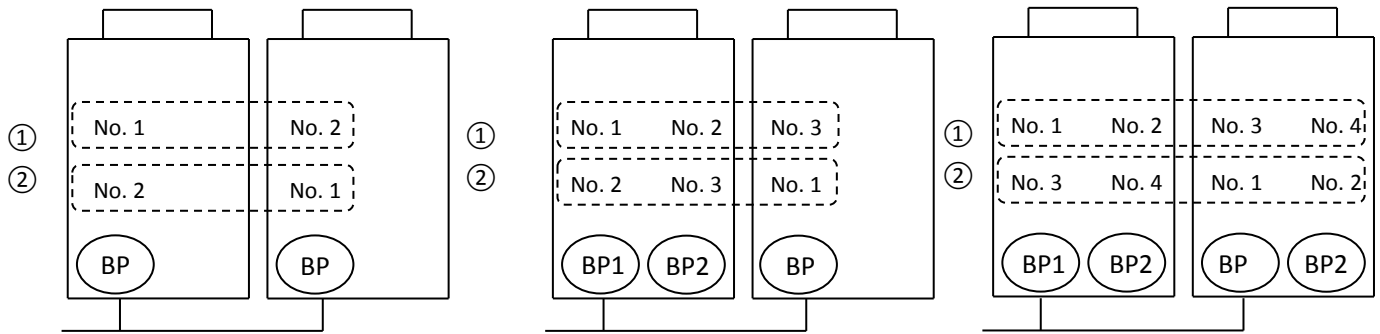 ① No. 1 No. 2
② No. 2 No. 1
BP BP
① No. 1 No. 2 No. 3
② No. 2 No. 3 No. 1
BP1 BP2 BP
① No. 1 No. 2 No. 3 No. 4
② No. 3 No. 4 No. 1 No. 2
BP1 BP2 BP BP2